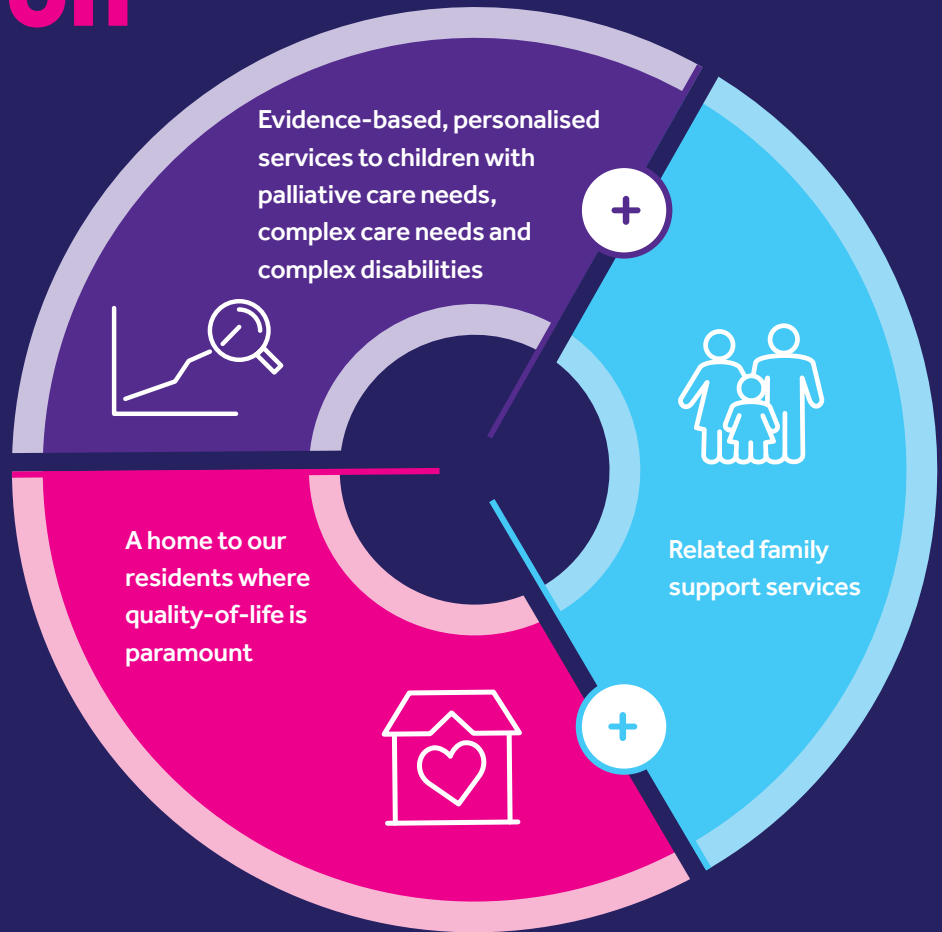 Evidence-based, personalised
services to children with
palliative care needs,
complex care needs and
complex disabilities
+
Related family
support services
+
A home to our
residents where
quality-of-life is
paramount